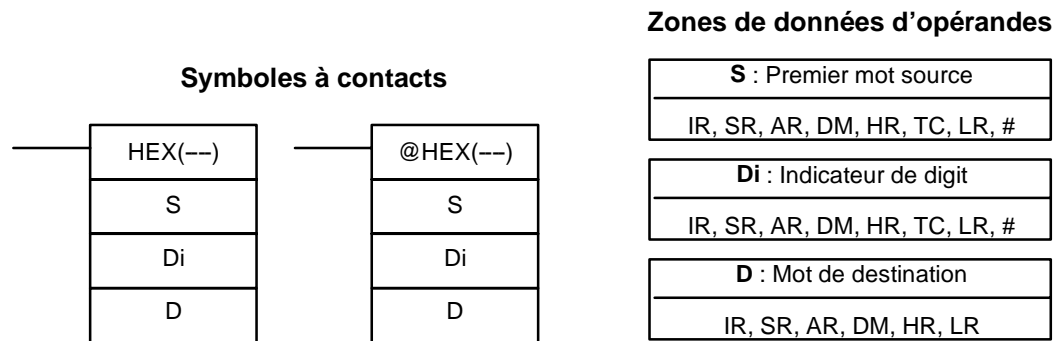 Zones de données d’opérandes
Symboles à contacts
S : Premier mot source
IR, SR, AR, DM, HR, TC, LR, #
HEX(–––) @HEX(–––)
Di : Indicateur de digit
S S
IR, SR, AR, DM, HR, TC, LR, #
Di Di
D : Mot de destination
D D
IR, SR, AR, DM, HR, LR